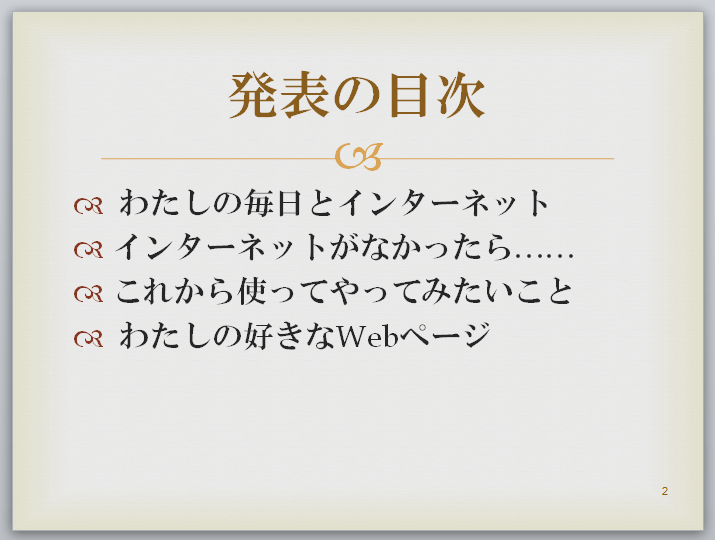 発表の目次
わたしの毎日とインターネット
インターネットがなかったら……
これから使ってやってみたいこと
わたしの好きなWebページ
2